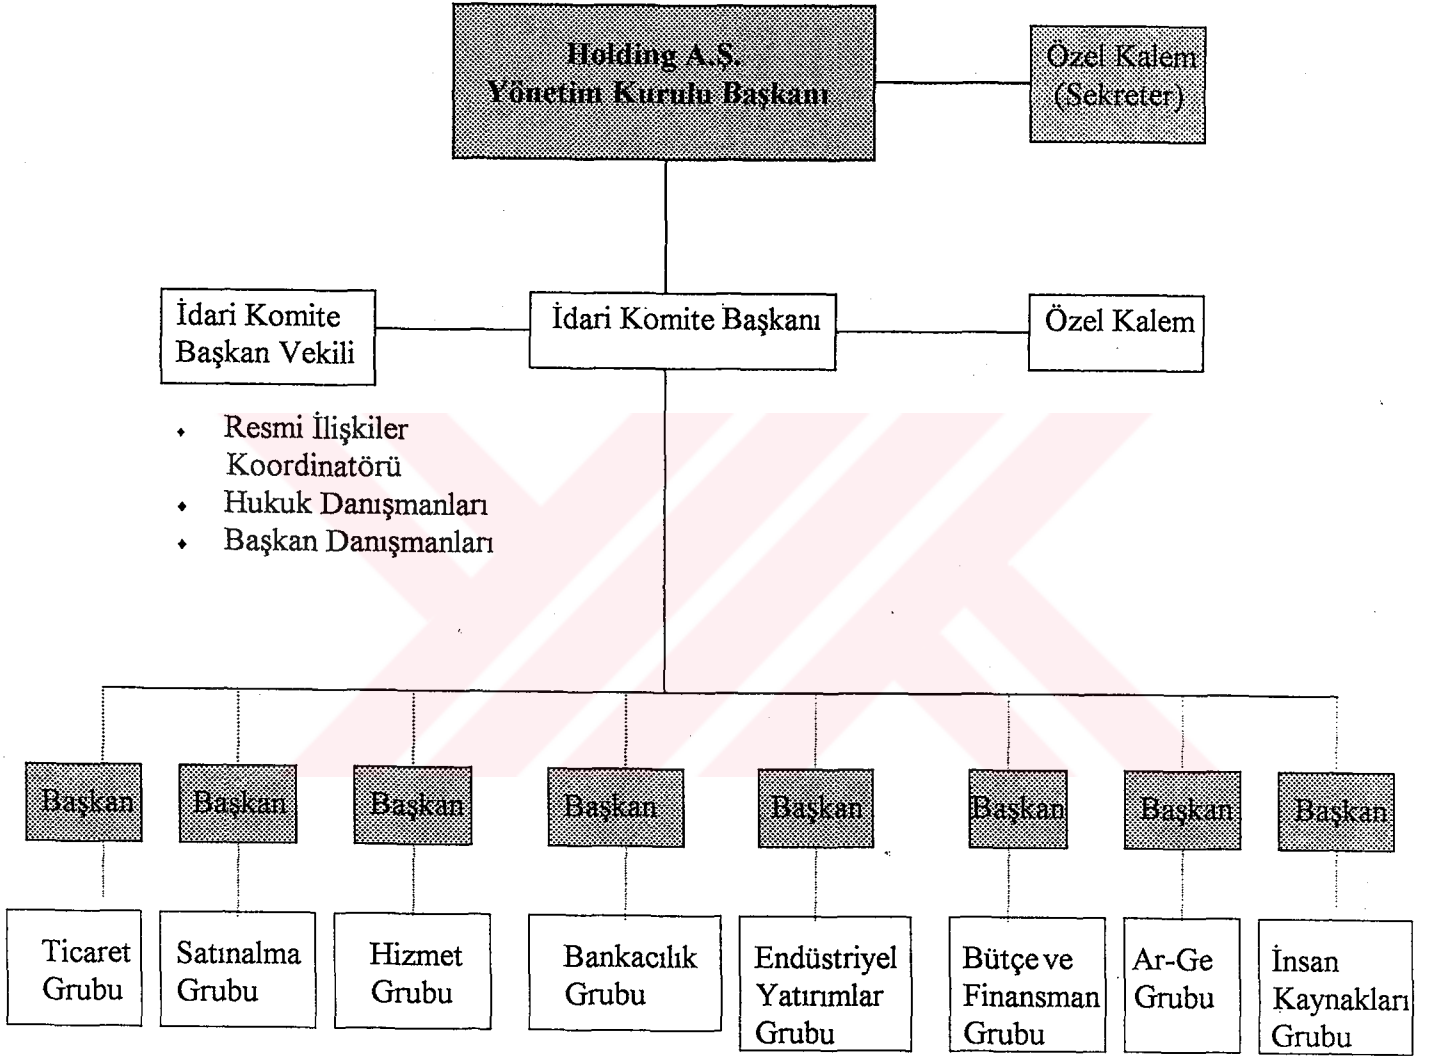 Holding A.Ş.
Yönetim Kurulu Başkanı
Özel Kalem
(Sekreter)
İdari Komite
Başkan Vekili
İdari Komite Başkanı
Özel Kalem
Resmi İlişkiler
Koordinatörü
Hukuk Danışmanları
Başkan Danışmanları
Başkan
Başkan
Başkan
Başkan
Başkan
Başkan
Başkan
Başkan
Ticaret
Grubu
Satınalma
Grubu
Hizmet
Grubu
Bankacılık
Grubu
Endüstriyel
Yatırımlar
Grubu
Bütçe ve
Finansman
Grubu
Ar-Ge
Grubu
İnsan
Kaynakları
Grubu